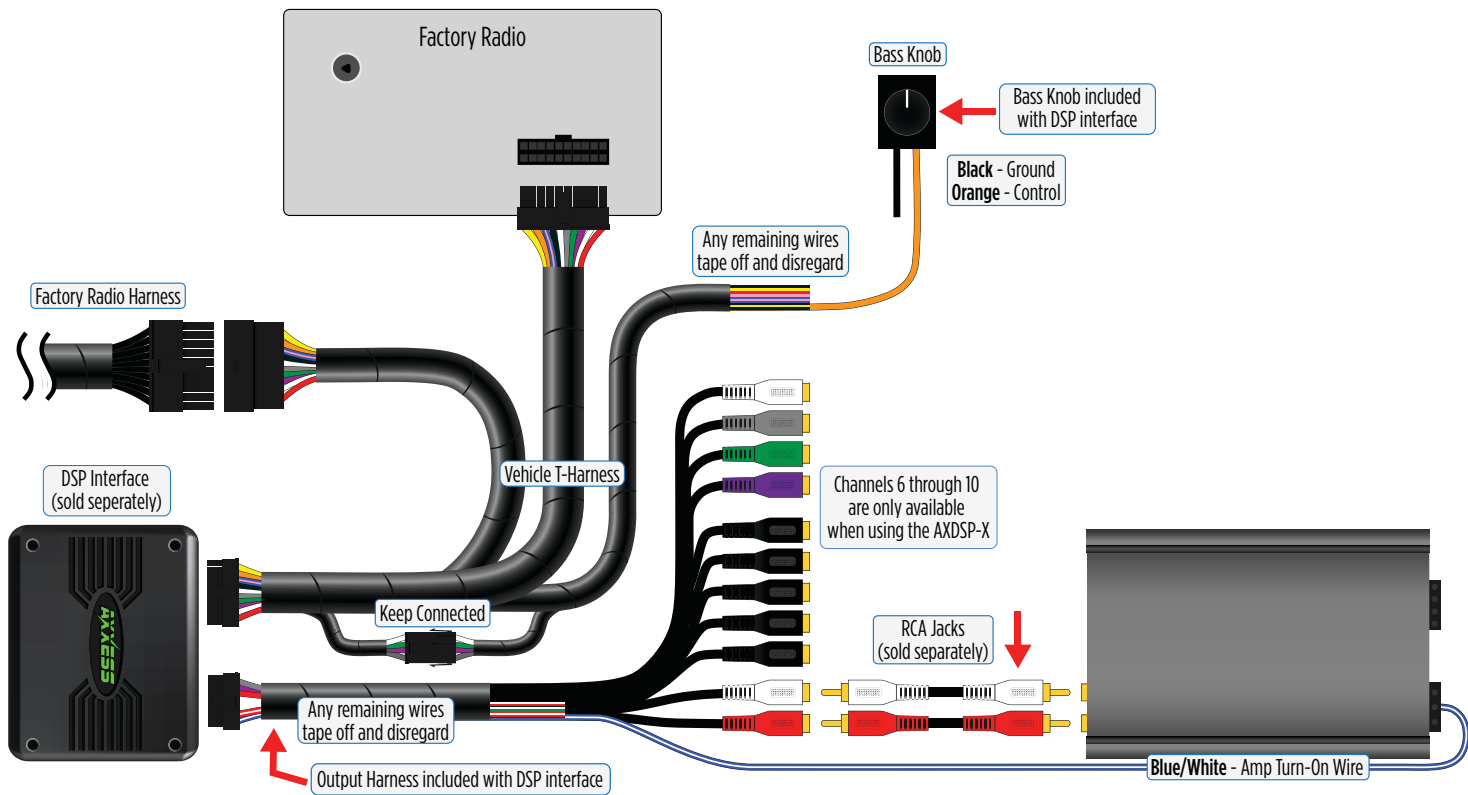 Factory Radio
Bass Knob
Bass Knob included
with DSP interface
Black - Ground
Orange - Control
Any remaining wires
tape off and disregard
Factory Radio Harness
Vehicle T-Harness
DSP Interface
(sold seperately)
Channels 6 through 10
are only available
when using the AXDSP-X
AXXESS
Keep Connected
RCA Jacks
(sold separately)
Any remaining wires
tape off and disregard
Blue/White - Amp Turn-On Wire
Output Harness included with DSP interface